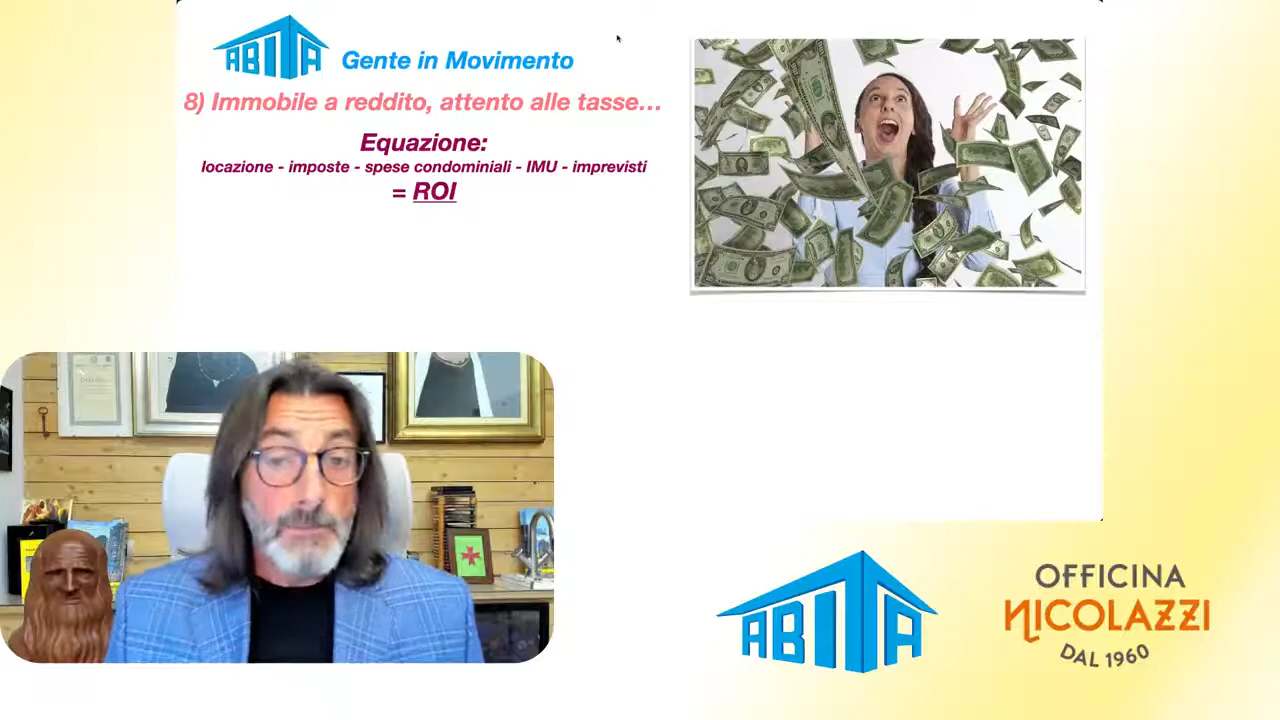 ABITA
Gente in Movimento
8) Immobile a reddito, attento alle tasse...
Equazione:
locazione - imposte - spese condominiali - IMU - imprevisti
= ROI
ABITA
OFFICINA
NICOLAZZI
DAL 1960